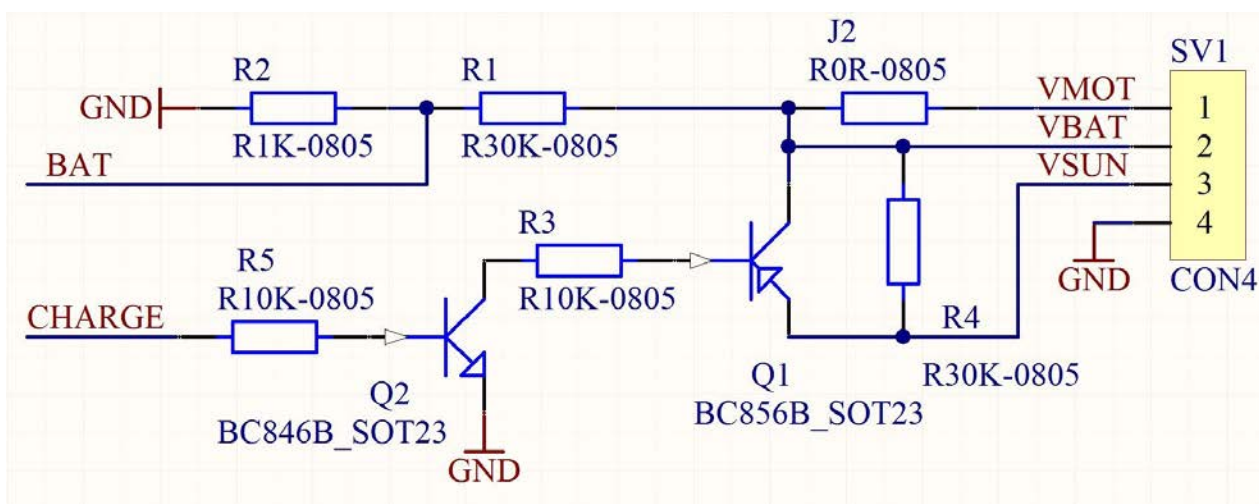 J2
SV1
R2
R1
R0R-0805
GND
VMOT
1
R1K-0805
R30K-0805
VBAT
2
BAT
VSUN
3
R3
4
R5
GND
R10K-0805
R10K-0805
CON4
CHARGE
R4
Q1
R30K-0805
Q2
BC856B_SOT23
BC846B_SOT23
GND